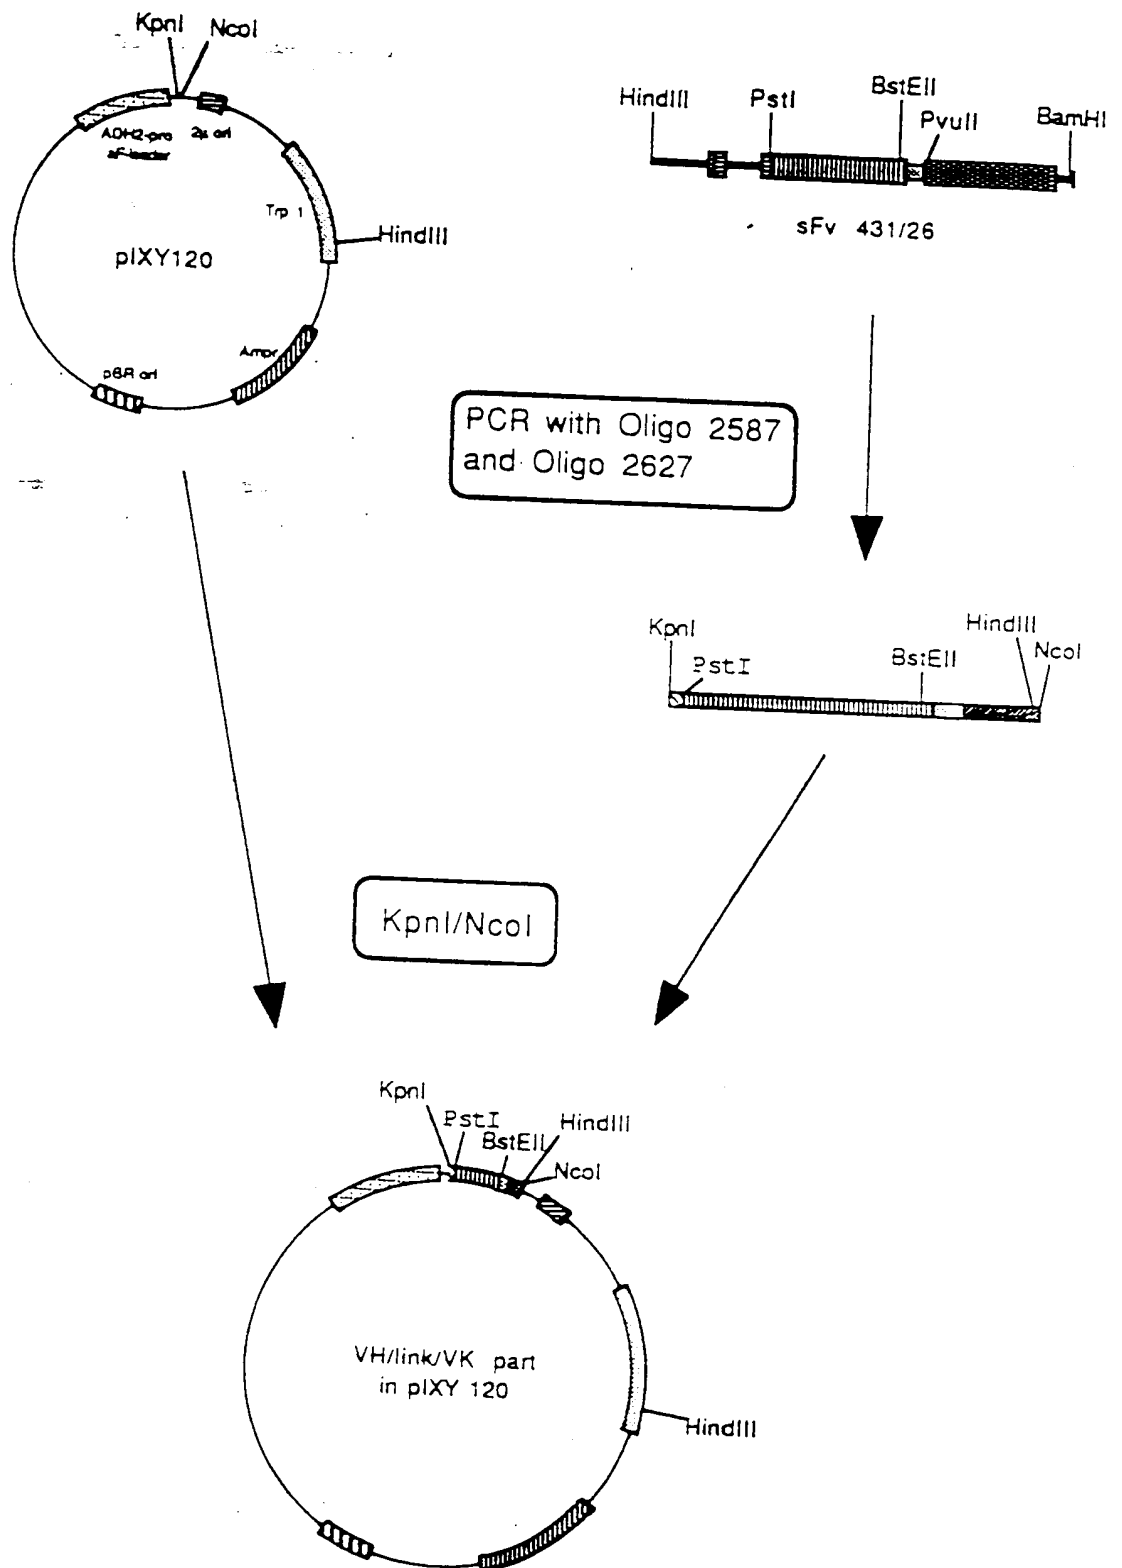 KpnI NcoI
ADH2-pro
αF-leader
2μ ori
Trp 1
HindIII
pIXY120
Ampr
pBR ori
HindIII
PstI
BstEII
PvuII
BamHI
sFv 431/26
PCR with Oligo 2587
and Oligo 2627
KpnI
PstI
BstEII
HindIII
NcoI
KpnI/NcoI
KpnI
PstI
BstEII
HindIII
NcoI
VH/link/VK part
in pIXY 120
HindIII